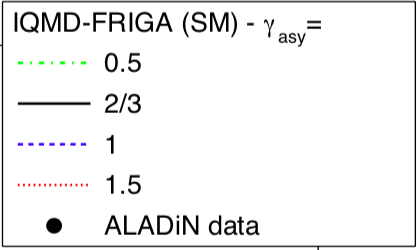 IQMD-FRIGA (SM) - γasy=
0.5
2/3
1
1.5
ALADiN data